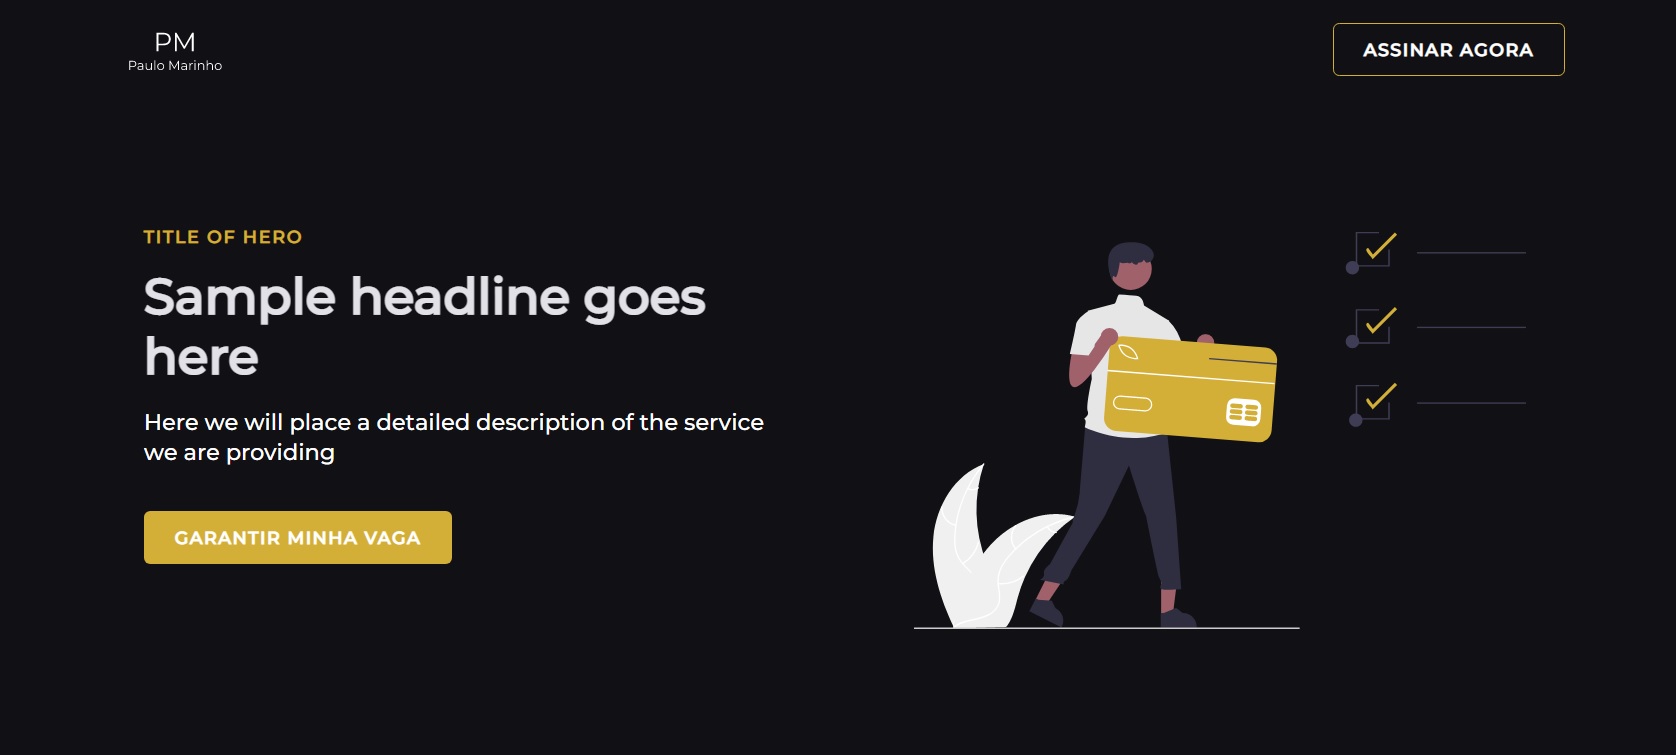 PM
Paulo Marinho
ASSINAR AGORA
TITLE OF HERO
Sample headline goes
here
Here we will place a detailed description of the service
we are providing
GARANTIR MINHA VAGA